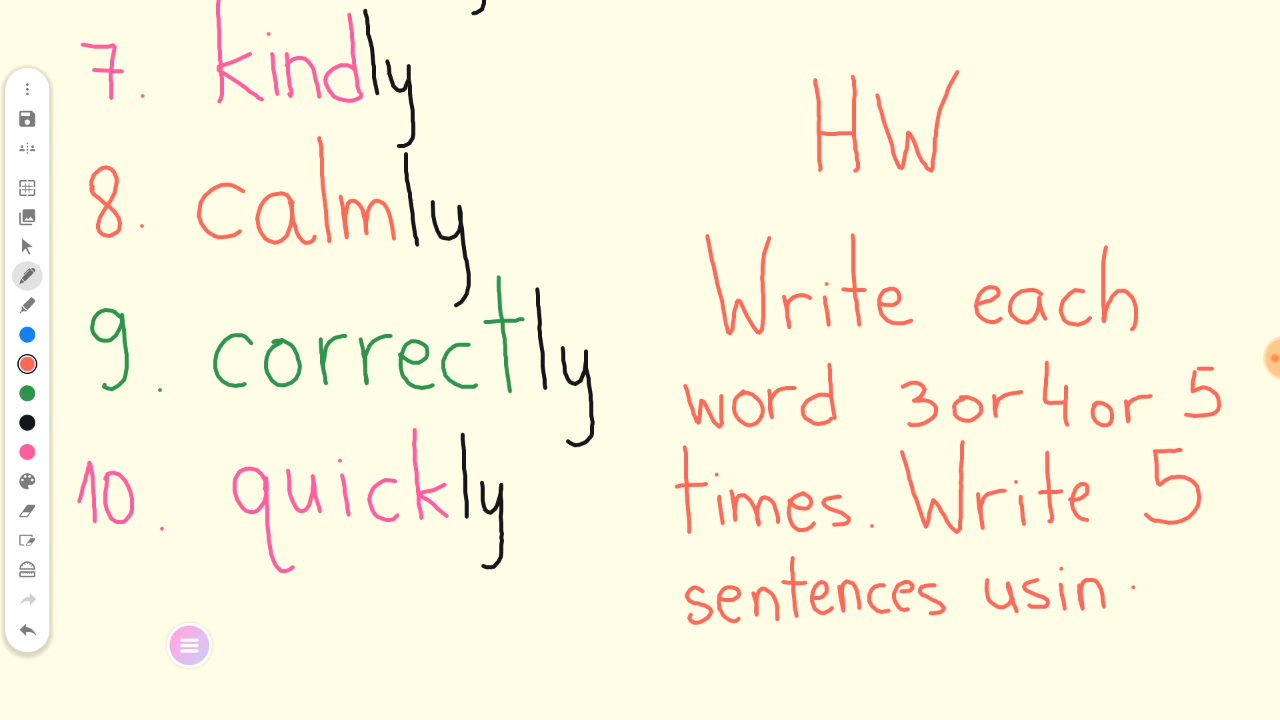 7. kindly
8. calmly
9. correctly
10. quickly
HW
Write each
word 3 or 4 or 5
times. Write 5
sentences usin